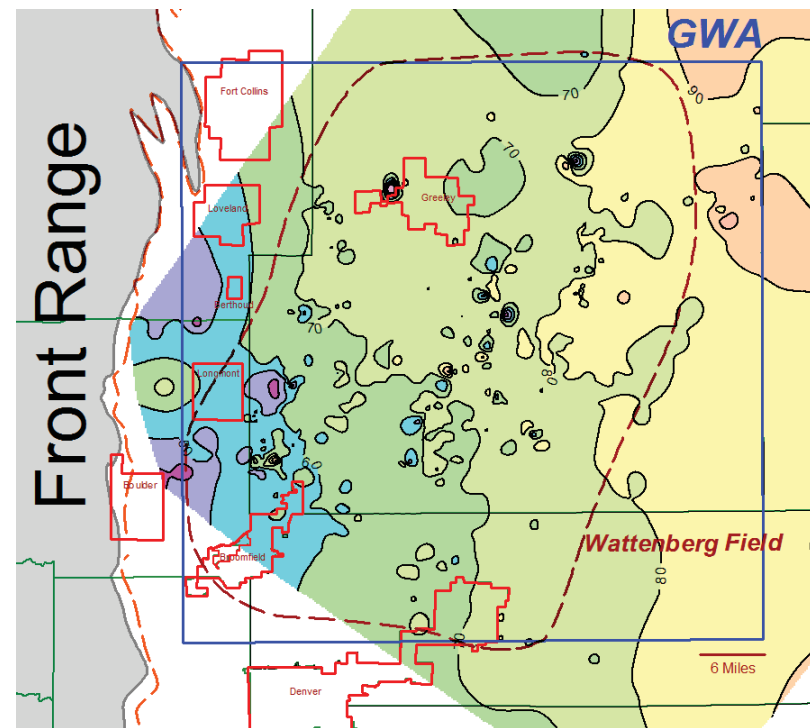 GWA
90
70
Fort Collins
Front Range
70
Greeley
Loveland
Berthoud
70
80
Longmont
60
Boulder
Wattenberg Field
Broomfield
80
70
6 Miles
Denver